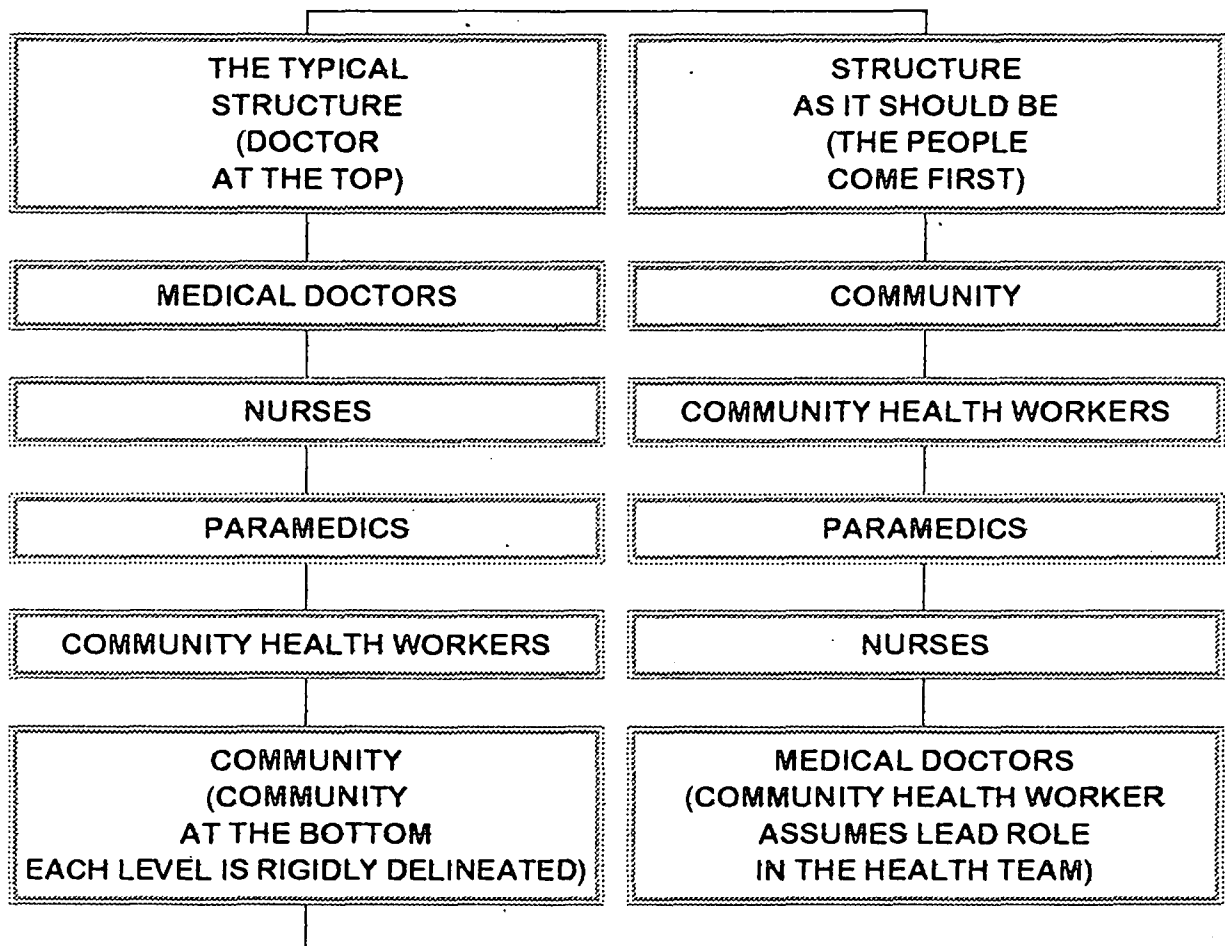 THE TYPICAL
STRUCTURE
(DOCTOR
AT THE TOP)
MEDICAL DOCTORS
NURSES
PARAMEDICS
COMMUNITY HEALTH WORKERS
COMMUNITY
(COMMUNITY
AT THE BOTTOM
EACH LEVEL IS RIGIDLY DELINEATED)
STRUCTURE
AS IT SHOULD BE
(THE PEOPLE
COME FIRST)
COMMUNITY
COMMUNITY HEALTH WORKERS
PARAMEDICS
NURSES
MEDICAL DOCTORS
(COMMUNITY HEALTH WORKER
ASSUMES LEAD ROLE
IN THE HEALTH TEAM)